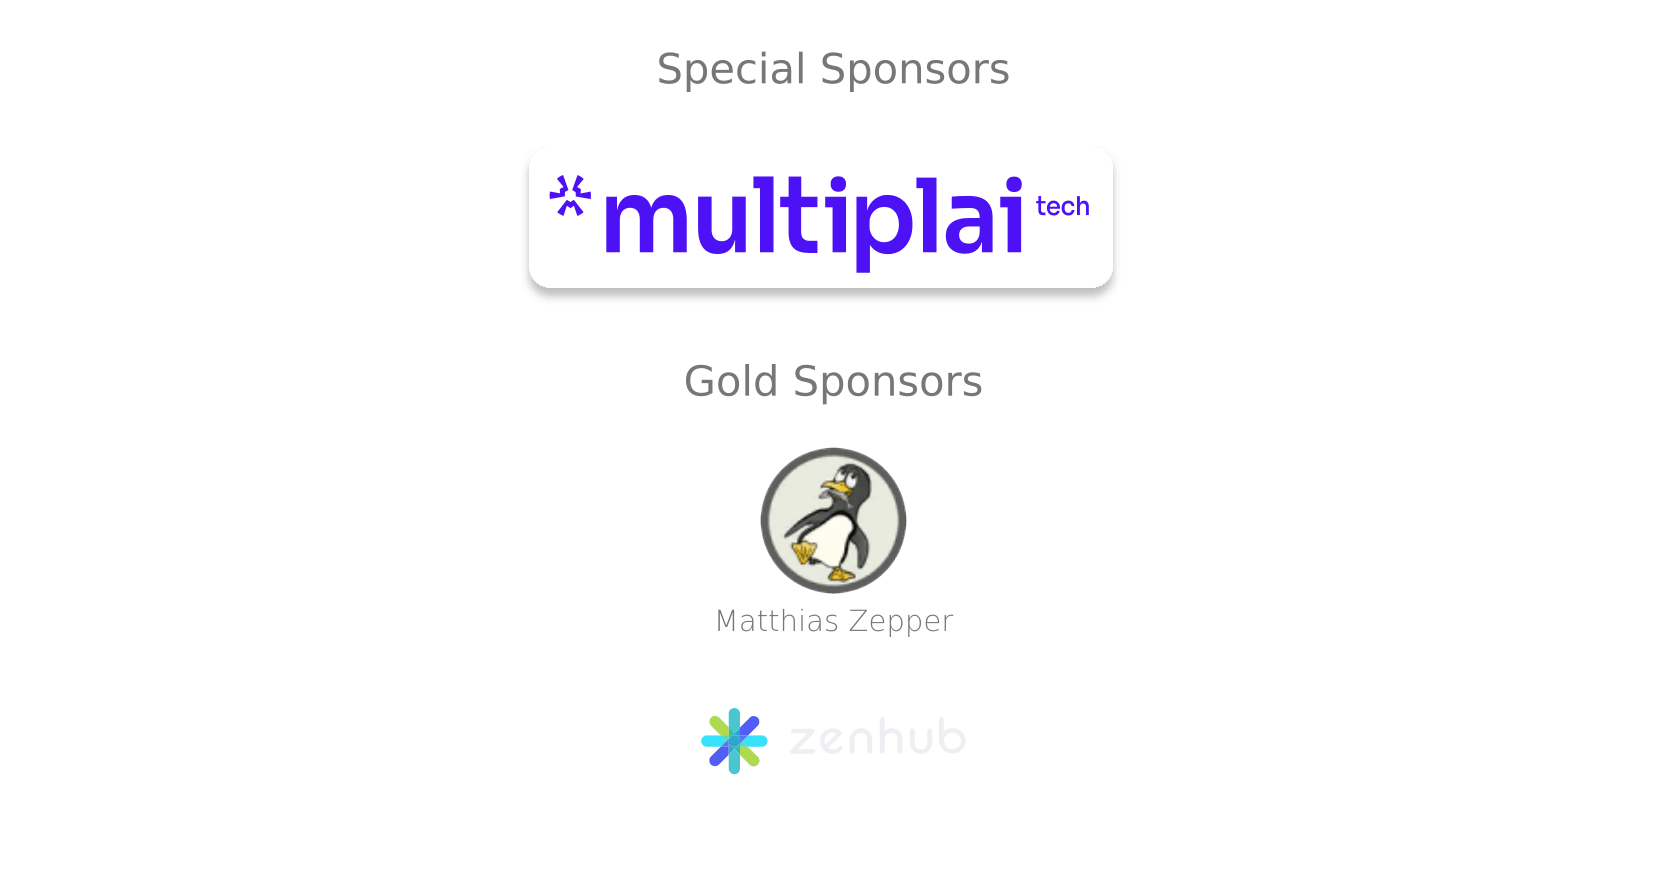 Special Sponsors
multiplai tech
Gold Sponsors
Matthias Zepper
zenhub